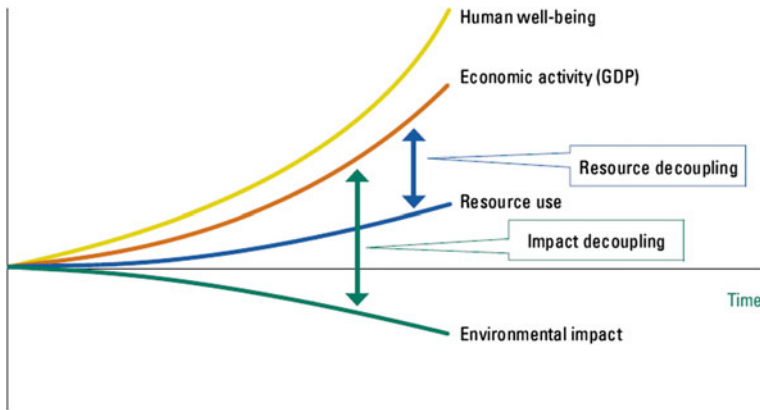 Human well-being
Economic activity (GDP)
Resource decoupling
Resource use
Impact decoupling
Time
Environmental impact